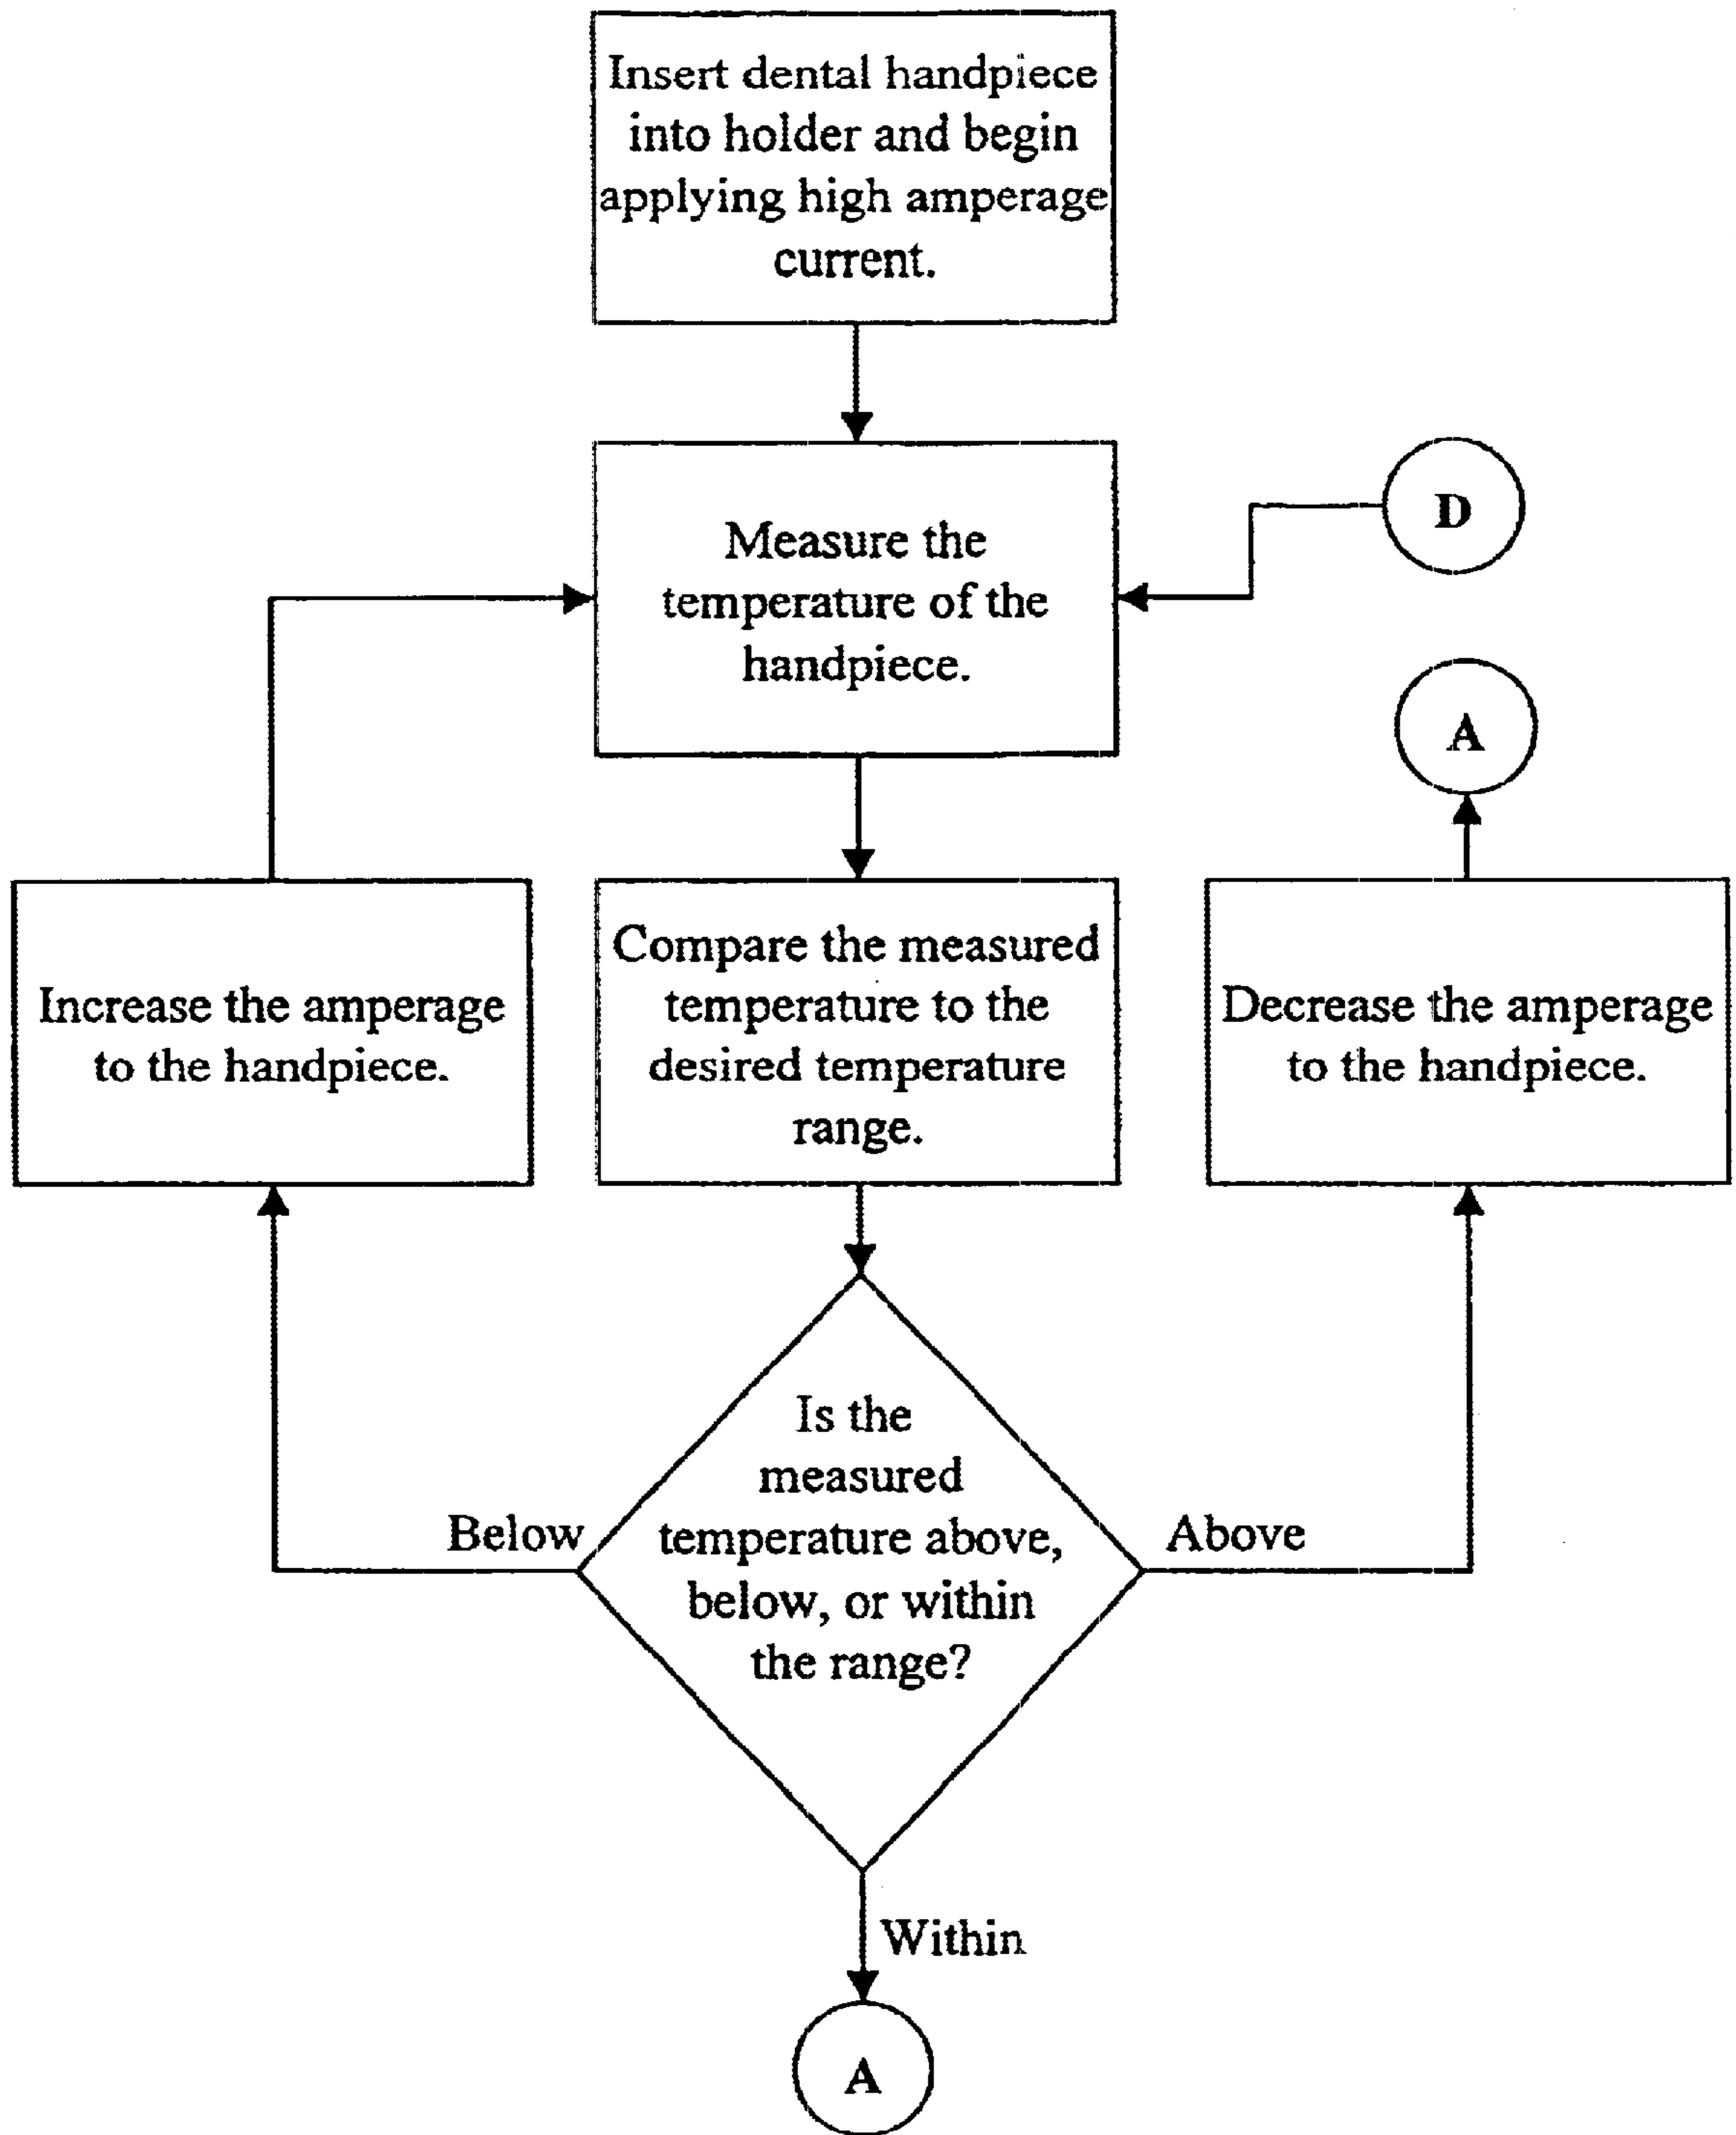 Insert dental handpiece
into holder and begin
applying high amperage
current.
Measure the
temperature of the
handpiece.
D
A
Increase the amperage
to the handpiece.
Compare the measured
temperature to the
desired temperature
range.
Decrease the amperage
to the handpiece.
Is the
measured
temperature above,
below, or within
the range?
Below
Above
Within
A